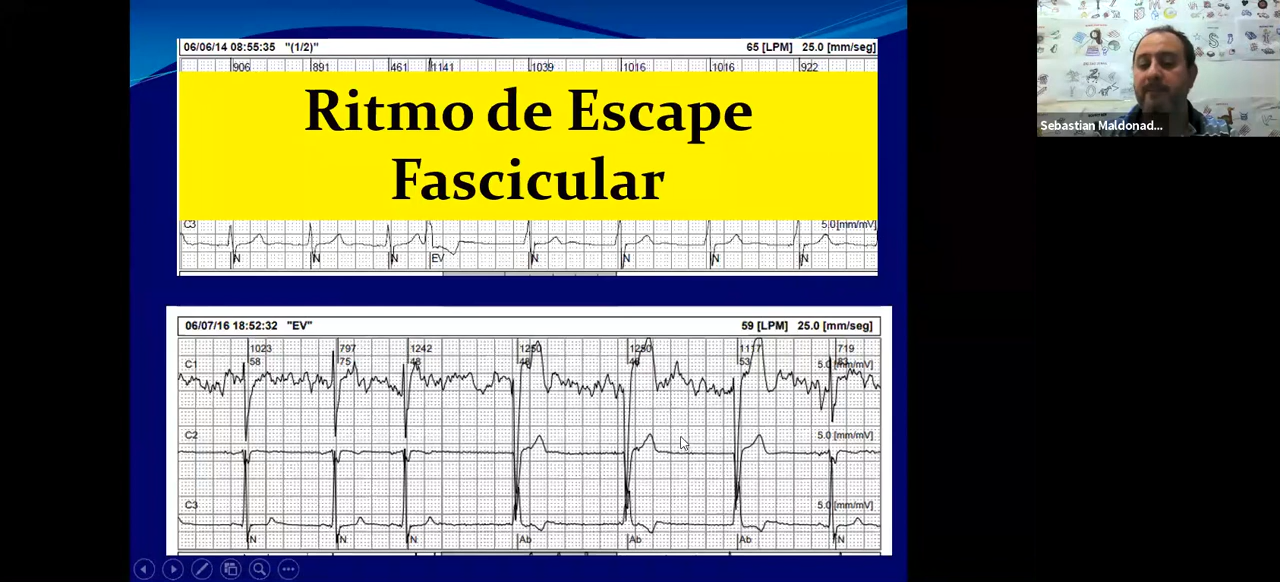 06/06/14 08:55:35 "(1/2)" 65 [LPM] 25.0 [mm/seg]
906 891 461 1141 1039 1016 1016 922
Ritmo de Escape
Fascicular
C3 5.0[mm/mV]
N N N EV N N N N
06/07/16 18:52:32 "EV" 59 [LPM] 25.0 [mm/seg]
1023 797 1242 1250 1280 1117 719
58 75 48 48 53
C1 5.0 [mm/mV]
C2 5.0 [mm/mV]
C3 5.0 [mm/mV]
N N N Ab Ab Ab N
Sebastian Maldonad...